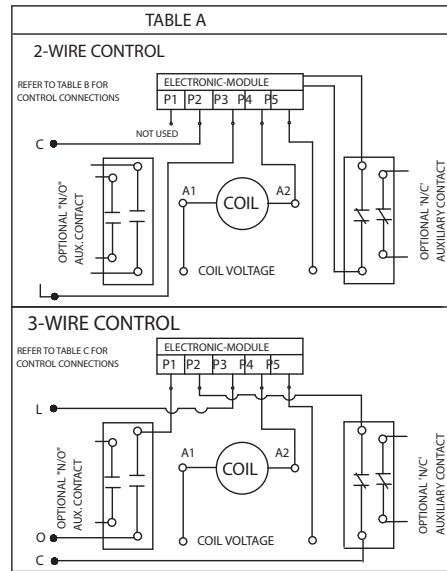 TABLE A
2-WIRE CONTROL
REFER TO TABLE B FOR
CONTROL CONNECTIONS
ELECTRONIC-MODULE
P1 P2 P3 P4 P5
NOT USED
C
OPTIONAL "N/O"
AUX. CONTACT
A1
COIL
A2
COIL VOLTAGE
OPTIONAL 'N/C'
AUXILIARY CONTACT
L
3-WIRE CONTROL
REFER TO TABLE C FOR
CONTROL CONNECTIONS
ELECTRONIC-MODULE
P1 P2 P3 P4 P5
L
OPTIONAL "N/O"
AUX. CONTACT
A1
COIL
A2
COIL VOLTAGE
OPTIONAL 'N/C'
AUXILIARY CONTACT
O
C